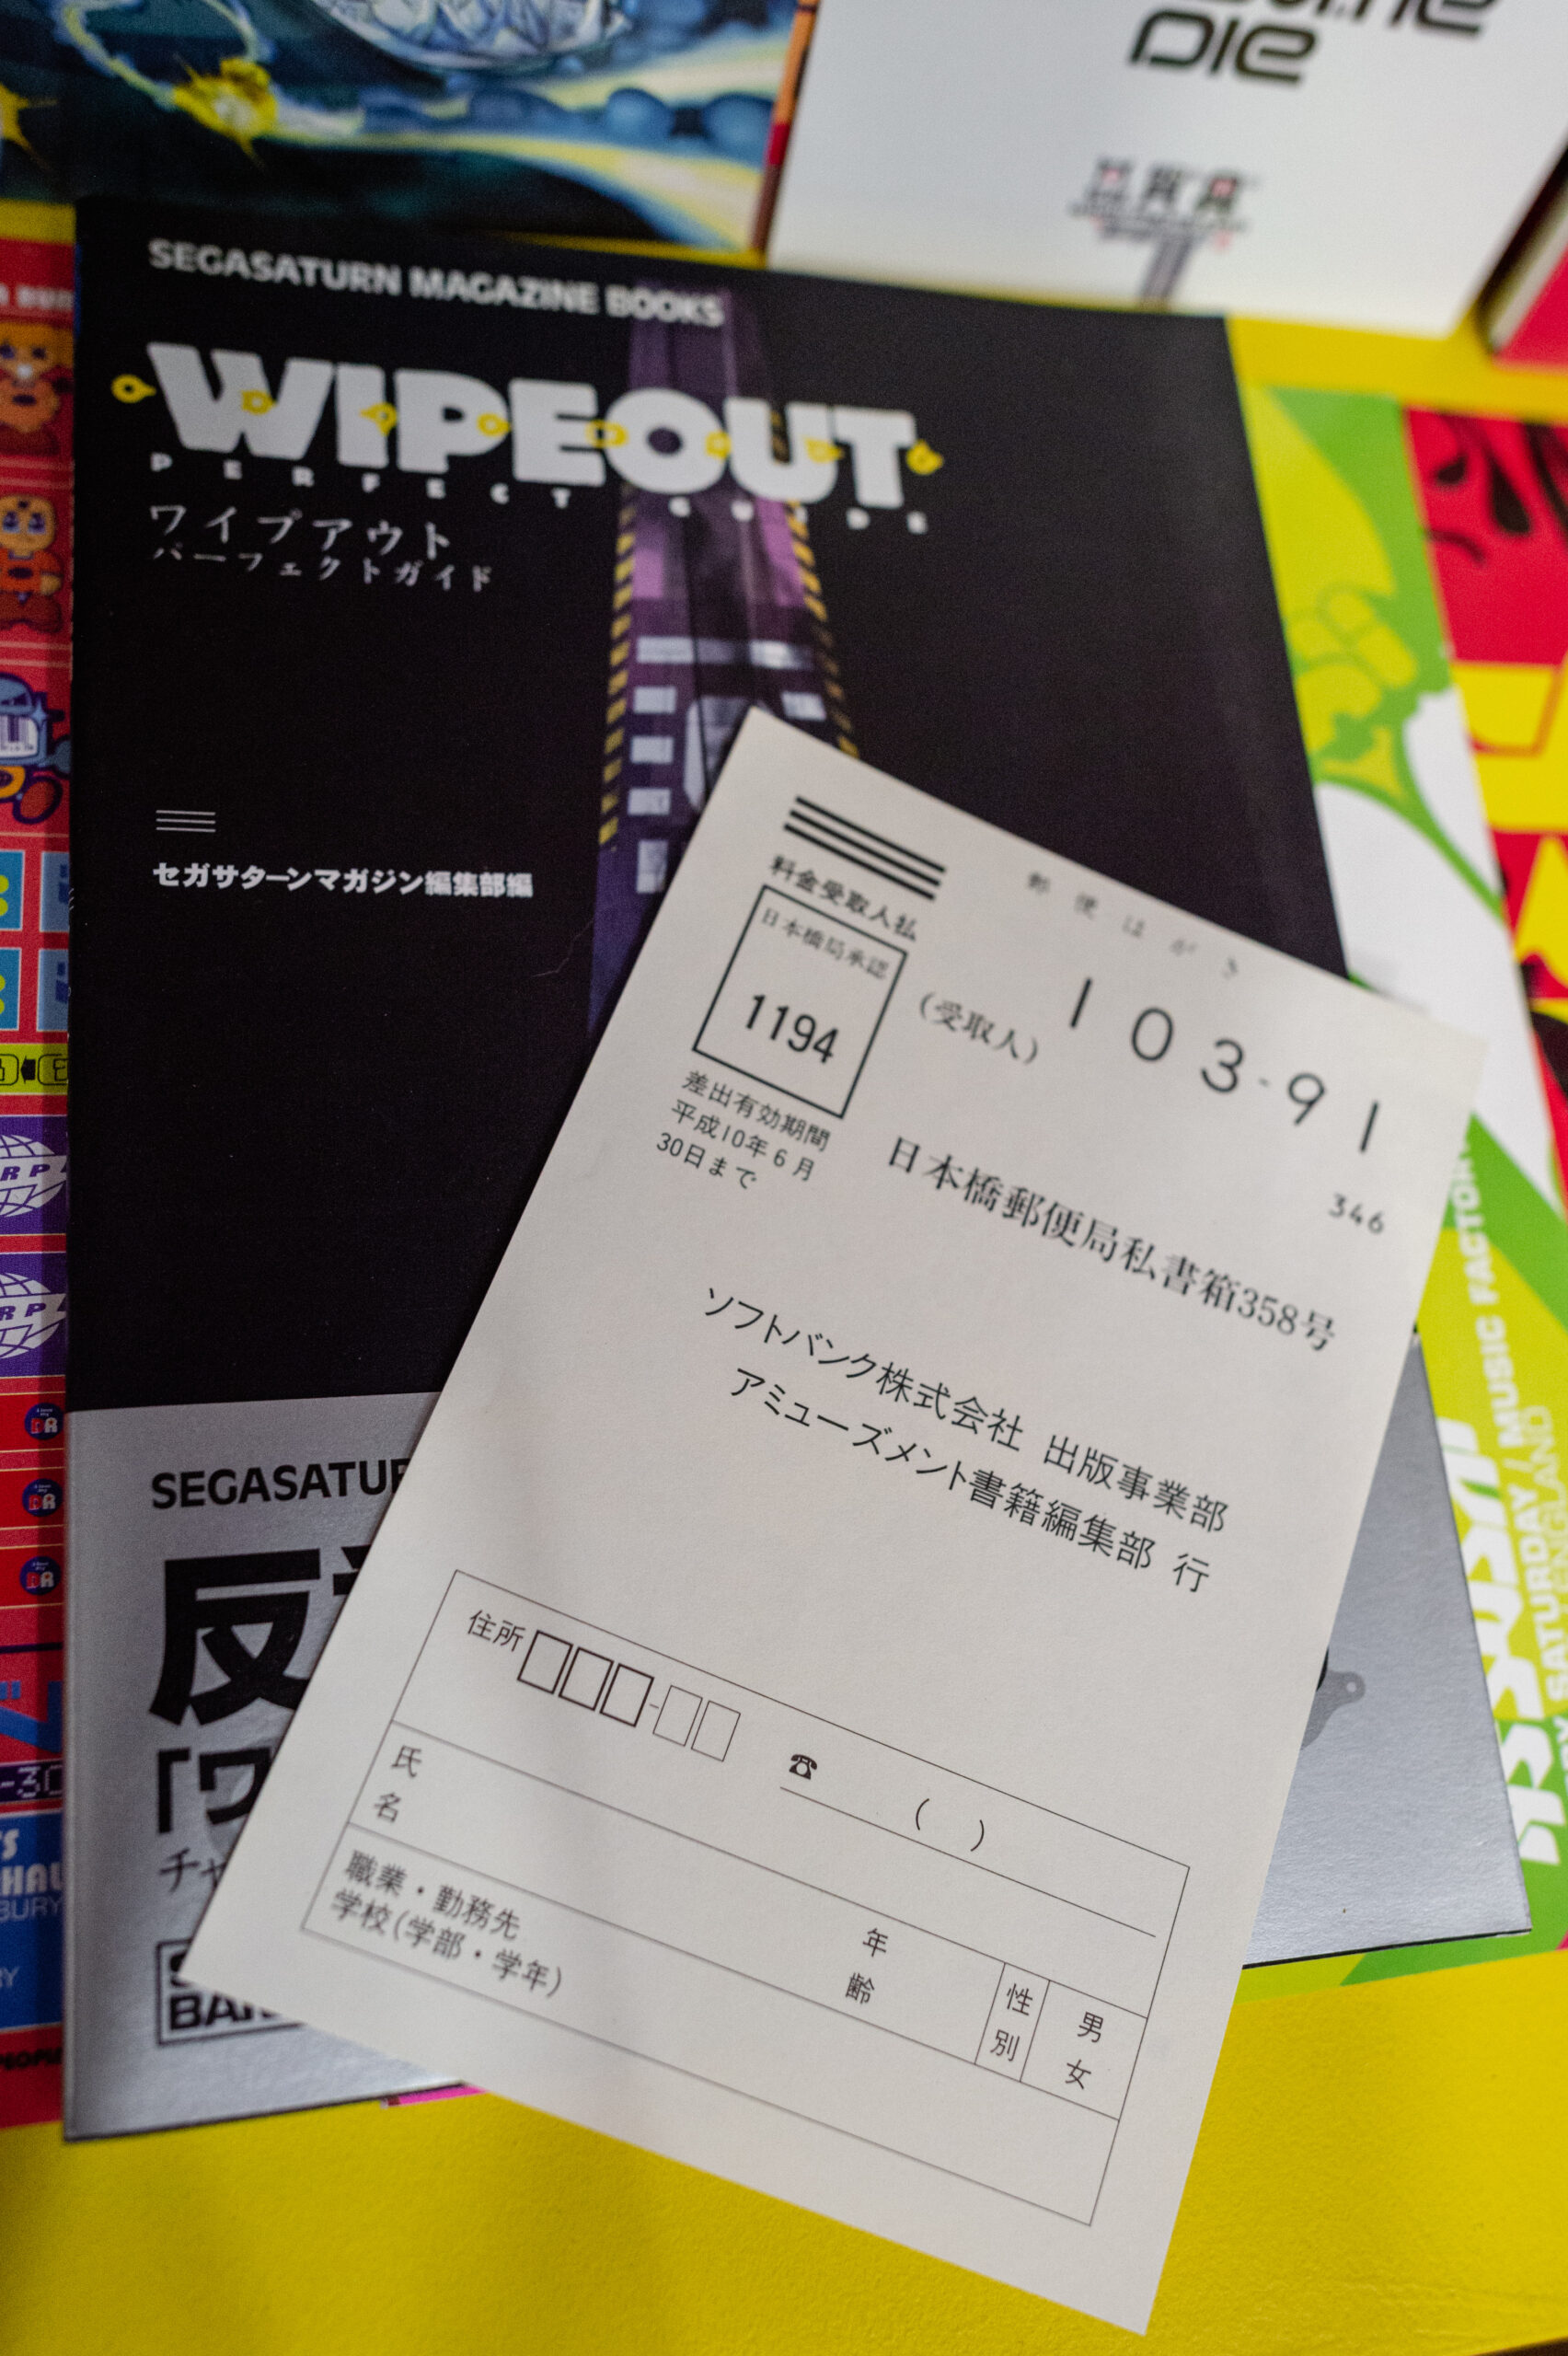 DIE
SEGASATURN MAGAZINE BOOKS
WIPEOUT
PERFECT GUIDE
ワイプアウト
パーフェクトガイド
セガサターンマガジン編集部編
郵便はがき
料金受取人払
日本橋局承認
1194
差出有効期間
平成10年6月
30日まで
(受取人)
103-91
346
日本橋郵便局私書箱358号
ソフトバンク株式会社 出版事業部
アミューズメント書籍編集部 行
住所
☎ ( )
氏名
年齢
性別
男
女
職業・勤務先
学校(学部・学年)
SEGASATUR
反
「ワ
チャ
MUSIC FACTORY
SATURDAY
ENGLAND